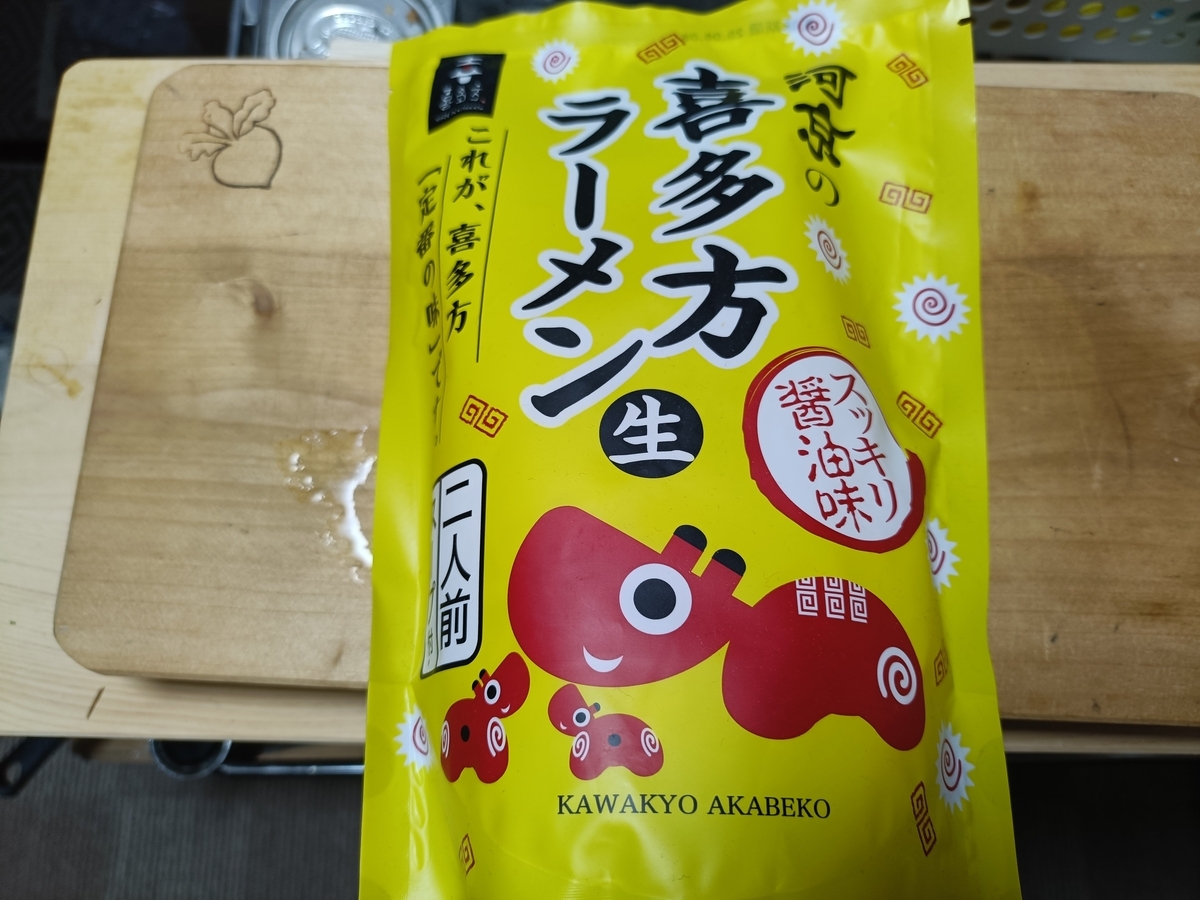 河京の
喜多方
ラーメン
生
これが、喜多方
「定番の味」です。
スッキリ
醤油味
二人前
KAWAKYO AKABEKO